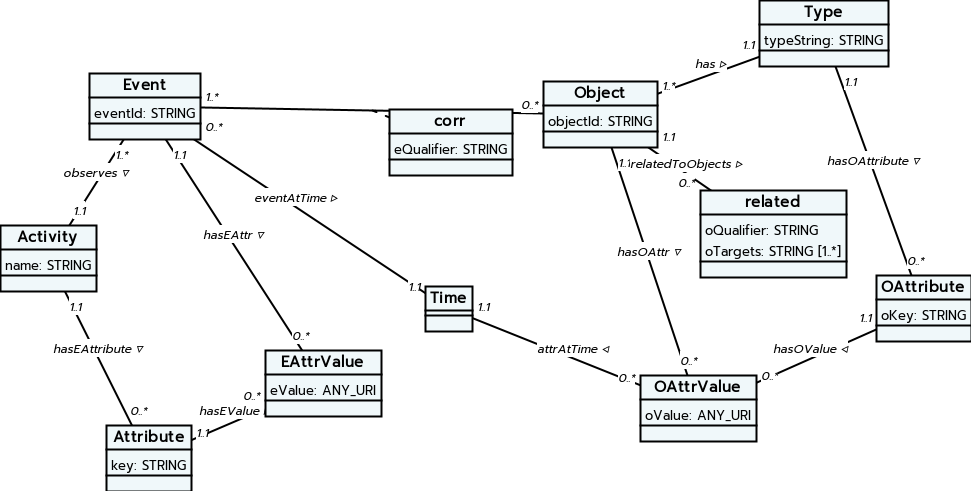 Type
typeString: STRING
1..1
has ▷
1..*
1..1
Event
eventId: STRING
1..*
0..*
0..*
corr
eQualifier: STRING
Object
objectId: STRING
1..1
1..1
relatedToObjects ▷
0..*
hasOAttribute ▽
1..*
1..1
observes ▽
eventAtTime ▷
related
oQualifier: STRING
oTargets: STRING [1..*]
1..1
Activity
name: STRING
hasEAttr ▽
hasOAttr ▽
0..*
OAttribute
oKey: STRING
1..1
1..1
Time
1..1
1..1
hasEAttribute ▽
0..*
attrAtTime ◁
hasOValue ◁
EAttrValue
eValue: ANY_URI
0..*
0..*
0..*
OAttrValue
oValue: ANY_URI
0..*
0..*
hasEValue
1..1
Attribute
key: STRING